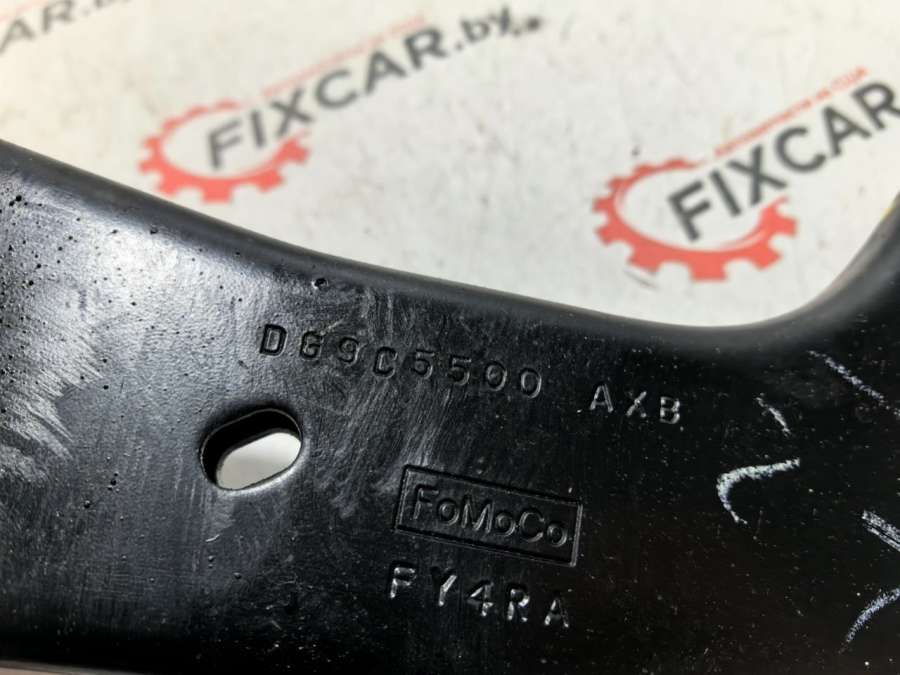 FIXCAR.by
FIXCAR
FIXCAR
DG9C5500 AXB
FoMoCo
FY4RA